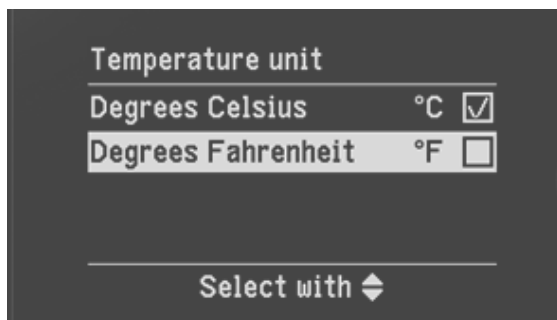 Temperature unit
Degrees Celsius °C
Degrees Fahrenheit °F
Select with